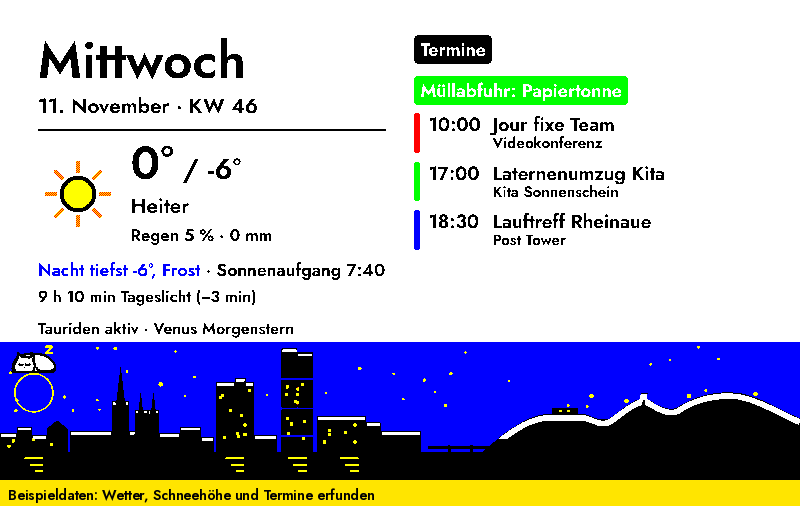 Mittwoch
11. November · KW 46
0° / -6°
Heiter
Regen 5 % · 0 mm
Nacht tiefst -6°, Frost · Sonnenaufgang 7:40
9 h 10 min Tageslicht (−3 min)
Tauriden aktiv · Venus Morgenstern
Termine
Müllabfuhr: Papiertonne
10:00 Jour fixe Team
Videokonferenz
17:00 Laternenumzug Kita
Kita Sonnenschein
18:30 Lauftreff Rheinaue
Post Tower
z
Beispieldaten: Wetter, Schneehöhe und Termine erfunden